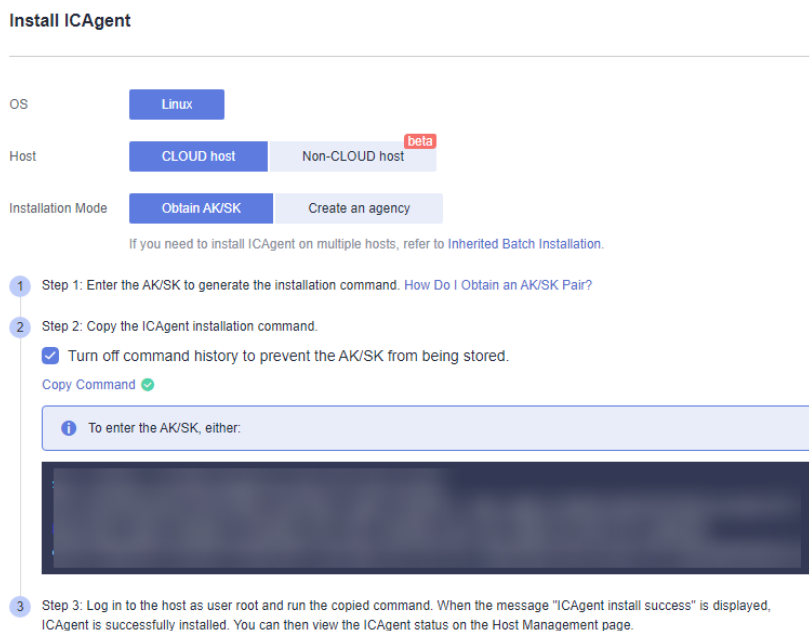 Install ICAgent
OS
Linux
Host
CLOUD host
Non-CLOUD host
beta
Installation Mode
Obtain AK/SK
Create an agency
If you need to install ICAgent on multiple hosts, refer to Inherited Batch Installation.
1 Step 1: Enter the AK/SK to generate the installation command. How Do I Obtain an AK/SK Pair?
2 Step 2: Copy the ICAgent installation command.
Turn off command history to prevent the AK/SK from being stored.
Copy Command
To enter the AK/SK, either:
3 Step 3: Log in to the host as user root and run the copied command. When the message "ICAgent install success" is displayed,
ICAgent is successfully installed. You can then view the ICAgent status on the Host Management page.